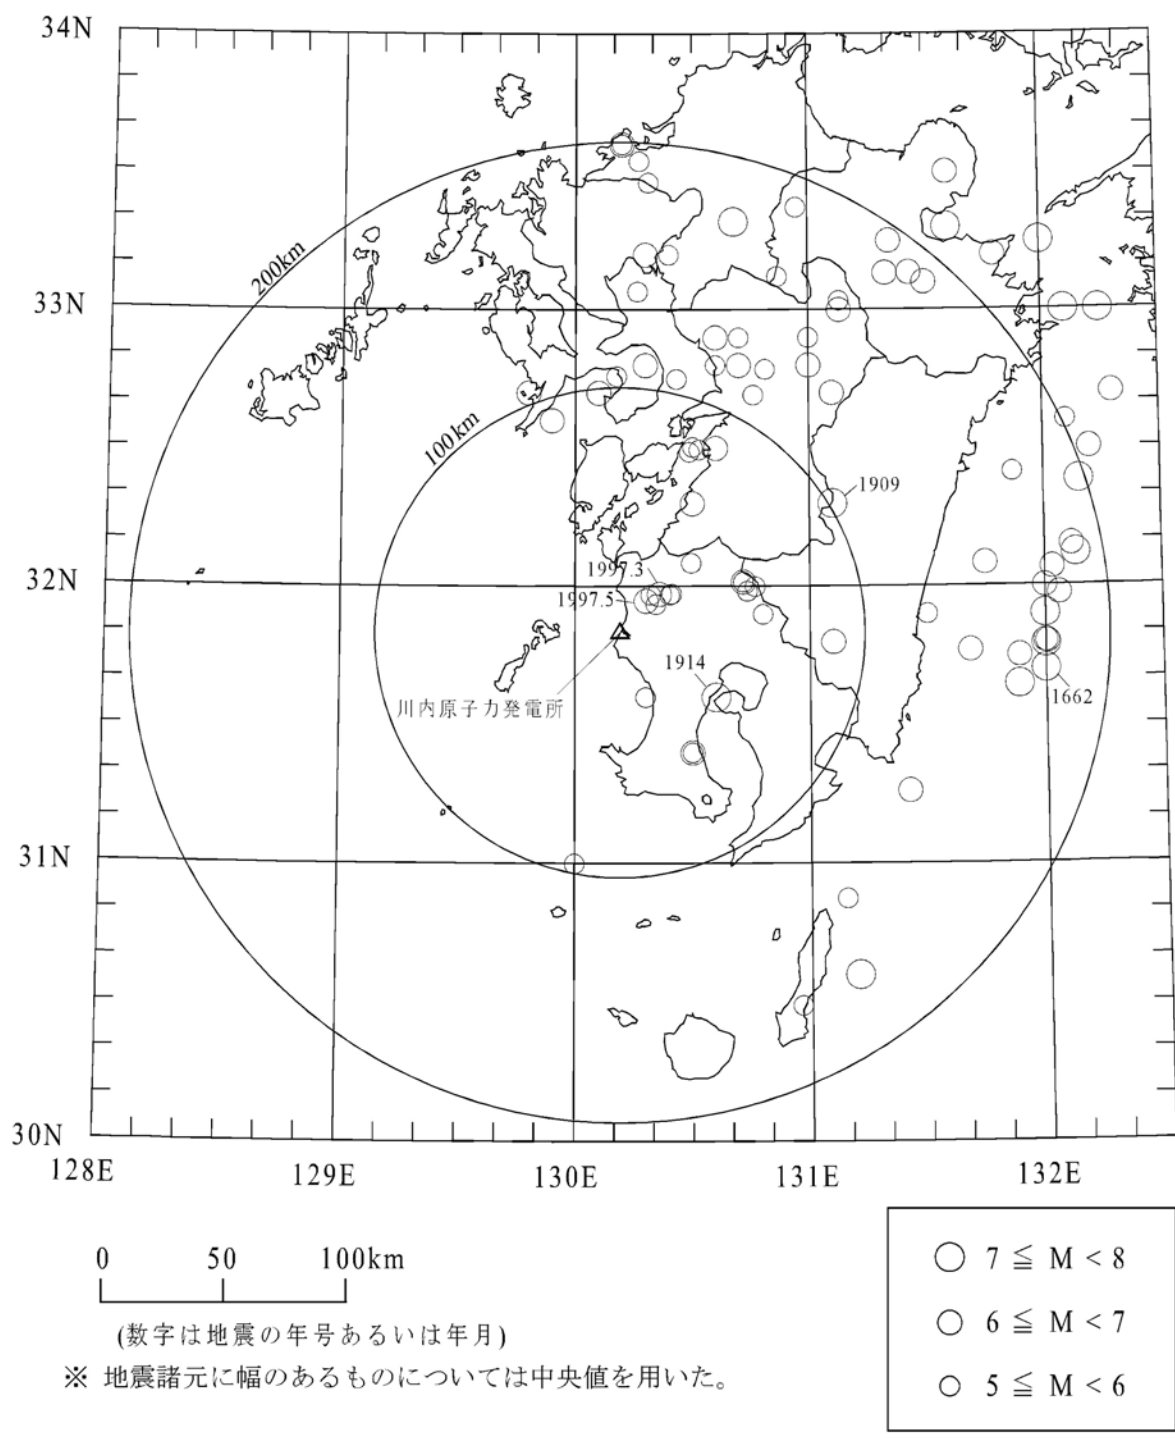 34N
200km
33N
100km
1909
32N
1997.3
1997.5
1914
川内原子力発電所
1662
31N
30N
128E 129E 130E 131E 132E
0 50 100km
(数字は地震の年号あるいは年月)
※ 地震諸元に幅のあるものについては中央値を用いた。
○ 7 ≦ M < 8
○ 6 ≦ M < 7
○ 5 ≦ M < 6